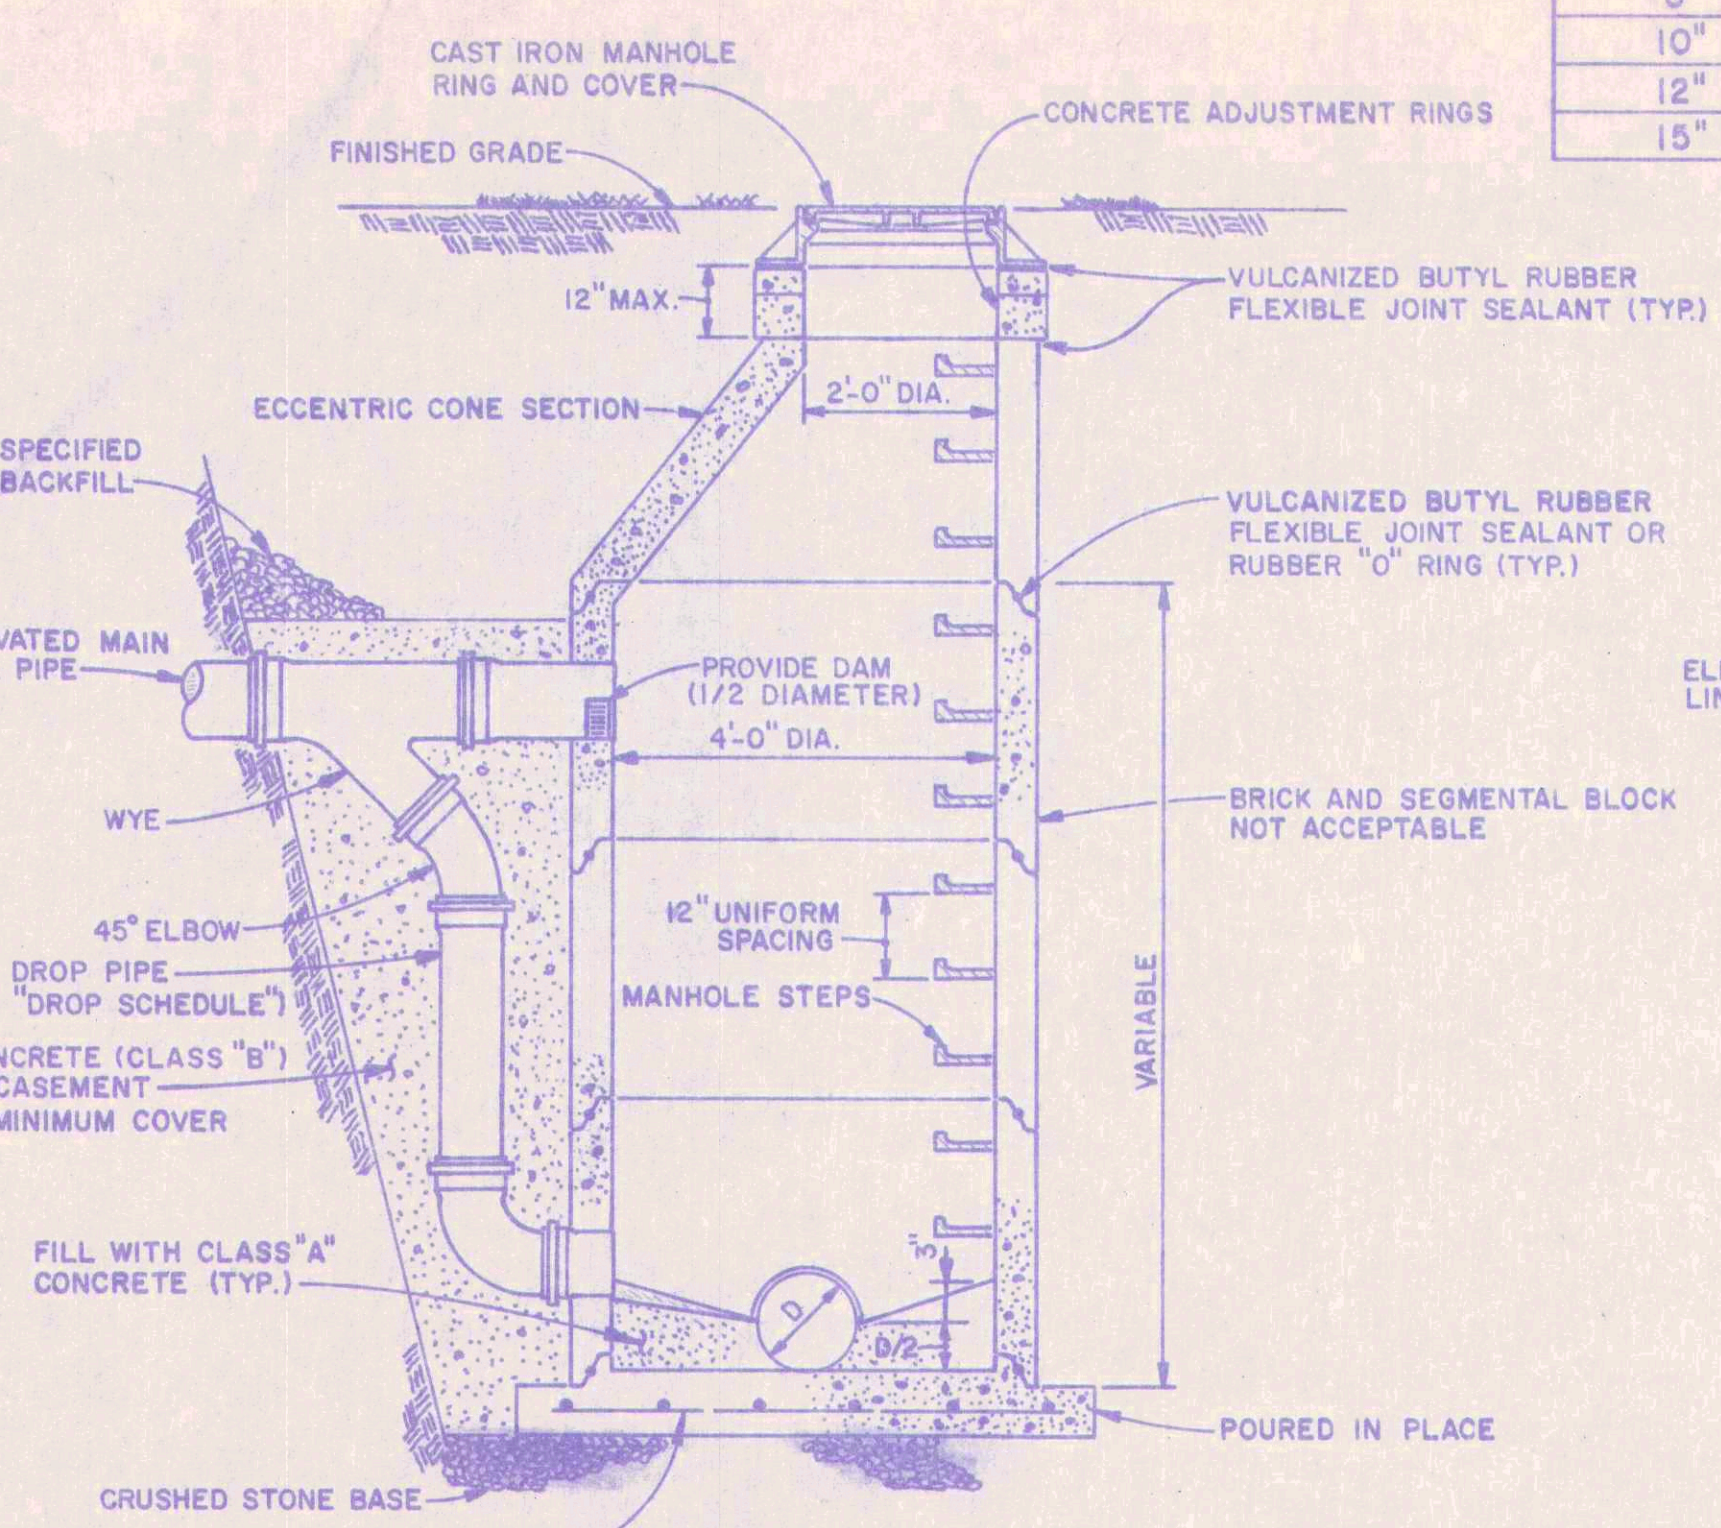 CAST IRON MANHOLE
RING AND COVER
10"
12"
15"
CONCRETE ADJUSTMENT RINGS
FINISHED GRADE
12" MAX.
VULCANIZED BUTYL RUBBER
FLEXIBLE JOINT SEALANT (TYP.)
2'-0" DIA.
ECCENTRIC CONE SECTION
SPECIFIED
BACKFILL
VULCANIZED BUTYL RUBBER
FLEXIBLE JOINT SEALANT OR
RUBBER "O" RING (TYP.)
VATED MAIN
PIPE
PROVIDE DAM
(1/2 DIAMETER)
EL
LIN
4'-0" DIA.
WYE
BRICK AND SEGMENTAL BLOCK
NOT ACCEPTABLE
45° ELBOW
12" UNIFORM
SPACING
DROP PIPE
"DROP SCHEDULE")
MANHOLE STEPS
VARIABLE
NCRETE (CLASS "B")
CASEMENT
MINIMUM COVER
FILL WITH CLASS "A"
CONCRETE (TYP.)
3"
D
D/2
POURED IN PLACE
CRUSHED STONE BASE